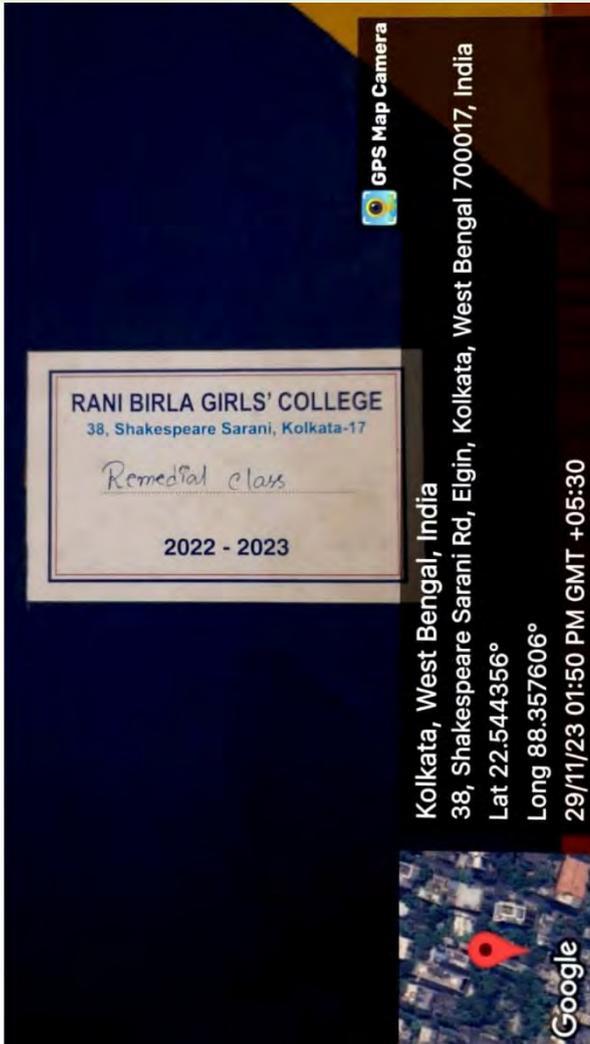 RANI BIRLA GIRLS' COLLEGE
38, Shakespeare Sarani, Kolkata-17
Remedial class
2022 - 2023
GPS Map Camera
Kolkata, West Bengal, India
38, Shakespeare Sarani Rd, Elgin, Kolkata, West Bengal 700017, India
Lat 22.544356°
Long 88.357606°
29/11/23 01:50 PM GMT +05:30
Google